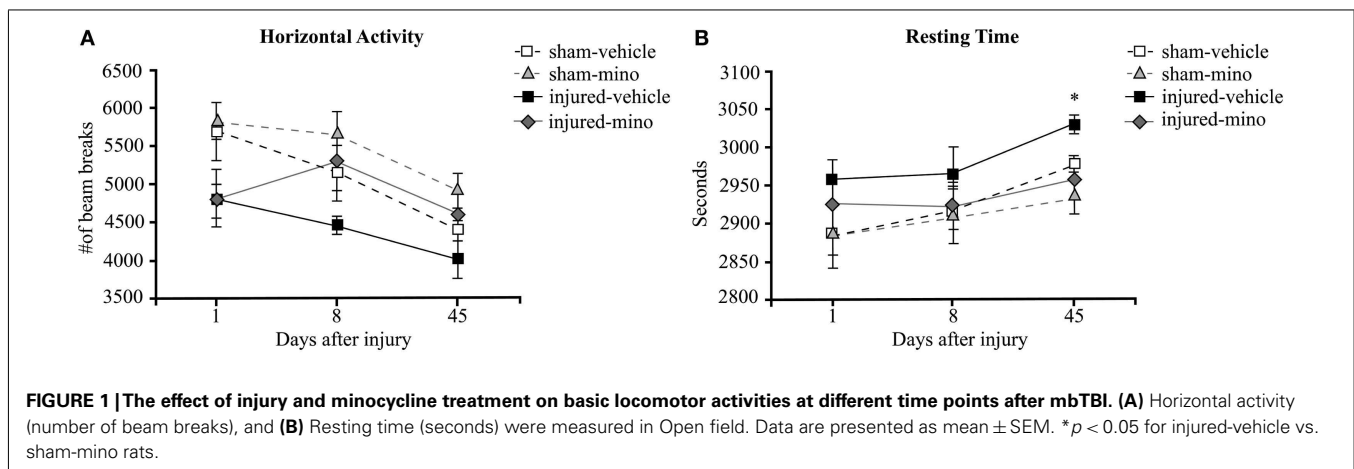 A
Horizontal Activity
sham-vehicle
sham-mino
injured-vehicle
injured-mino
#of beam breaks
6500
6000
5500
5000
4500
4000
3500
1 8 45
Days after injury
B
Resting Time
sham-vehicle
sham-mino
injured-vehicle
injured-mino
Seconds
3100
3050
3000
2950
2900
2850
2800
*
1 8 45
Days after injury
FIGURE 1 | The effect of injury and minocycline treatment on basic locomotor activities at different time points after mbTBI. (A) Horizontal activity
(number of beam breaks), and (B) Resting time (seconds) were measured in Open field. Data are presented as mean ± SEM. *p < 0.05 for injured-vehicle vs.
sham-mino rats.